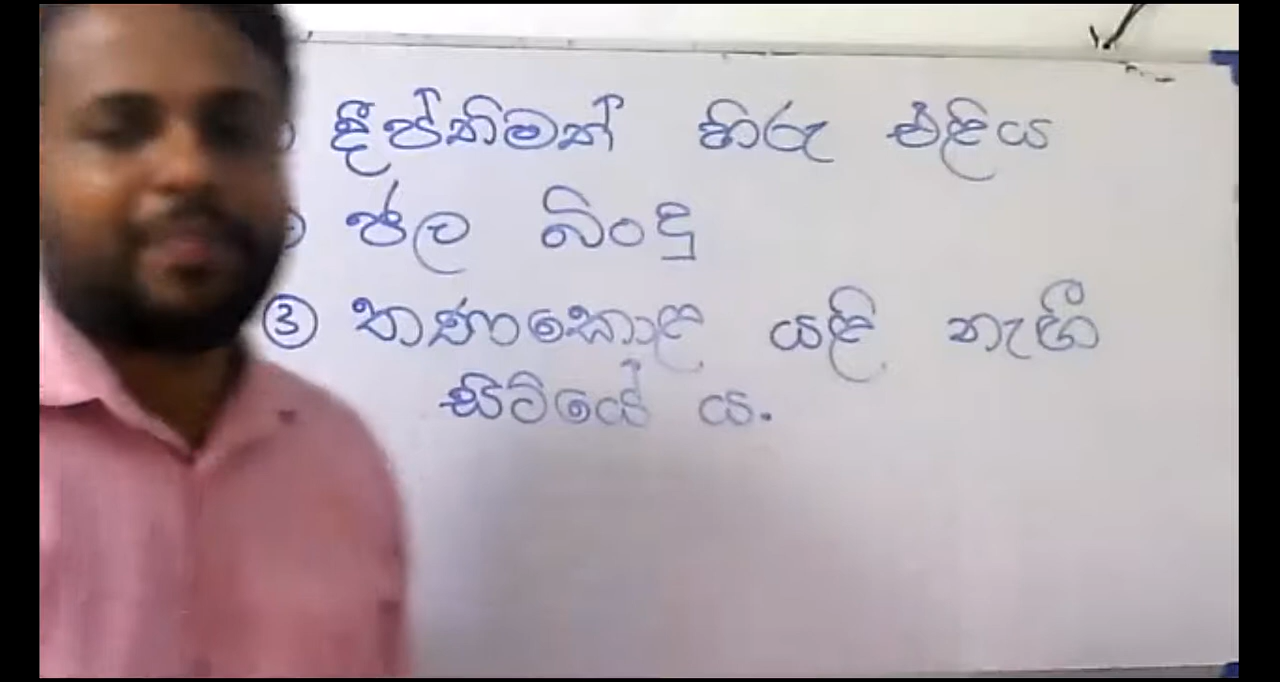 දීප්තිමත් හිරු එළිය
ජල බිංදු
③ තණකොළ යළි නැඟී
සිටියේ ය.